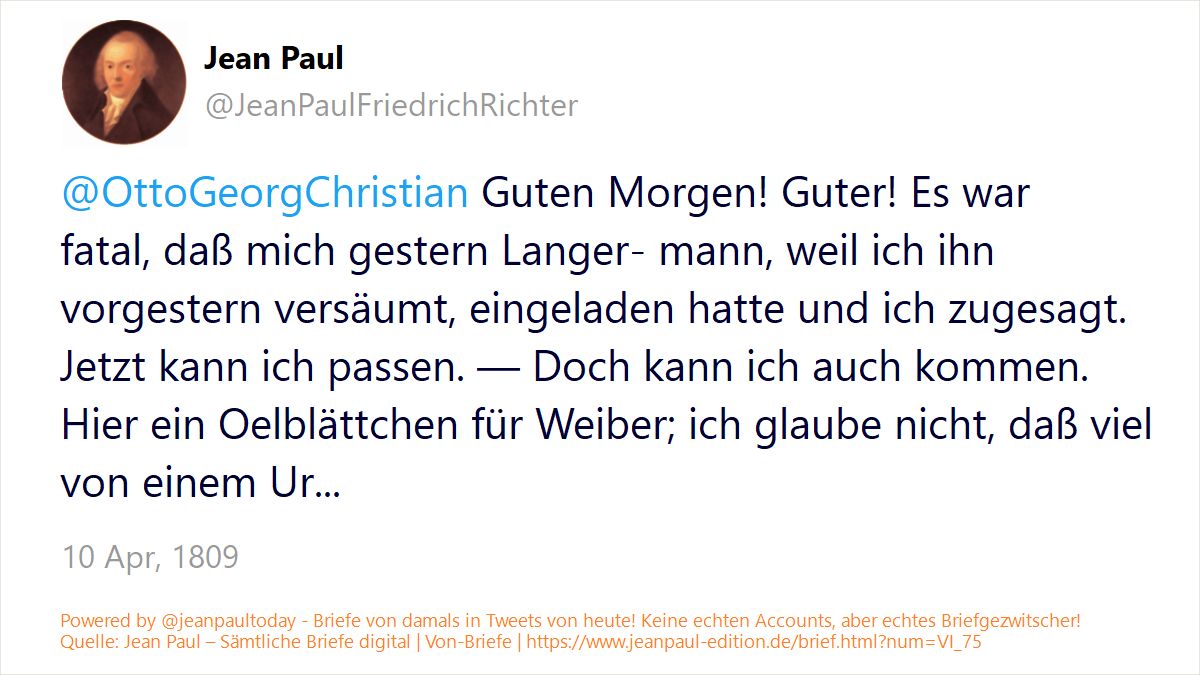 Jean Paul
@JeanPaulFriedrichRichter
@OttoGeorgChristian Guten Morgen! Guter! Es war
fatal, daß mich gestern Langer- mann, weil ich ihn
vorgestern versäumt, eingeladen hatte und ich zugesagt.
Jetzt kann ich passen. — Doch kann ich auch kommen.
Hier ein Oelblättchen für Weiber; ich glaube nicht, daß viel
von einem Ur...
10 Apr, 1809
Powered by @jeanpaultoday - Briefe von damals in Tweets von heute! Keine echten Accounts, aber echtes Briefgezwitscher!
Quelle: Jean Paul – Sämtliche Briefe digital | Von-Briefe | https://www.jeanpaul-edition.de/brief.html?num=VI_75